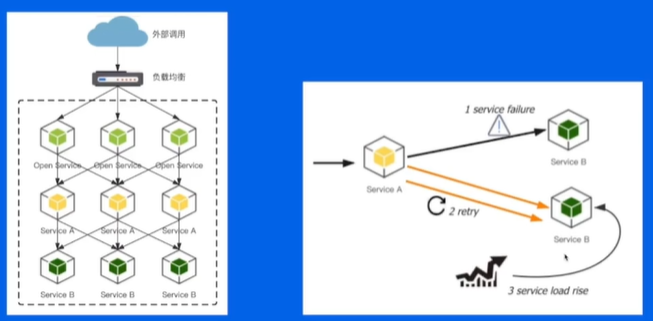 外部调用
负载均衡
Open Service Open Service Open Service
Service A Service A Service A
Service B Service B Service B
1 service failure
Service B
Service A
2 retry
Service B
3 service load rise